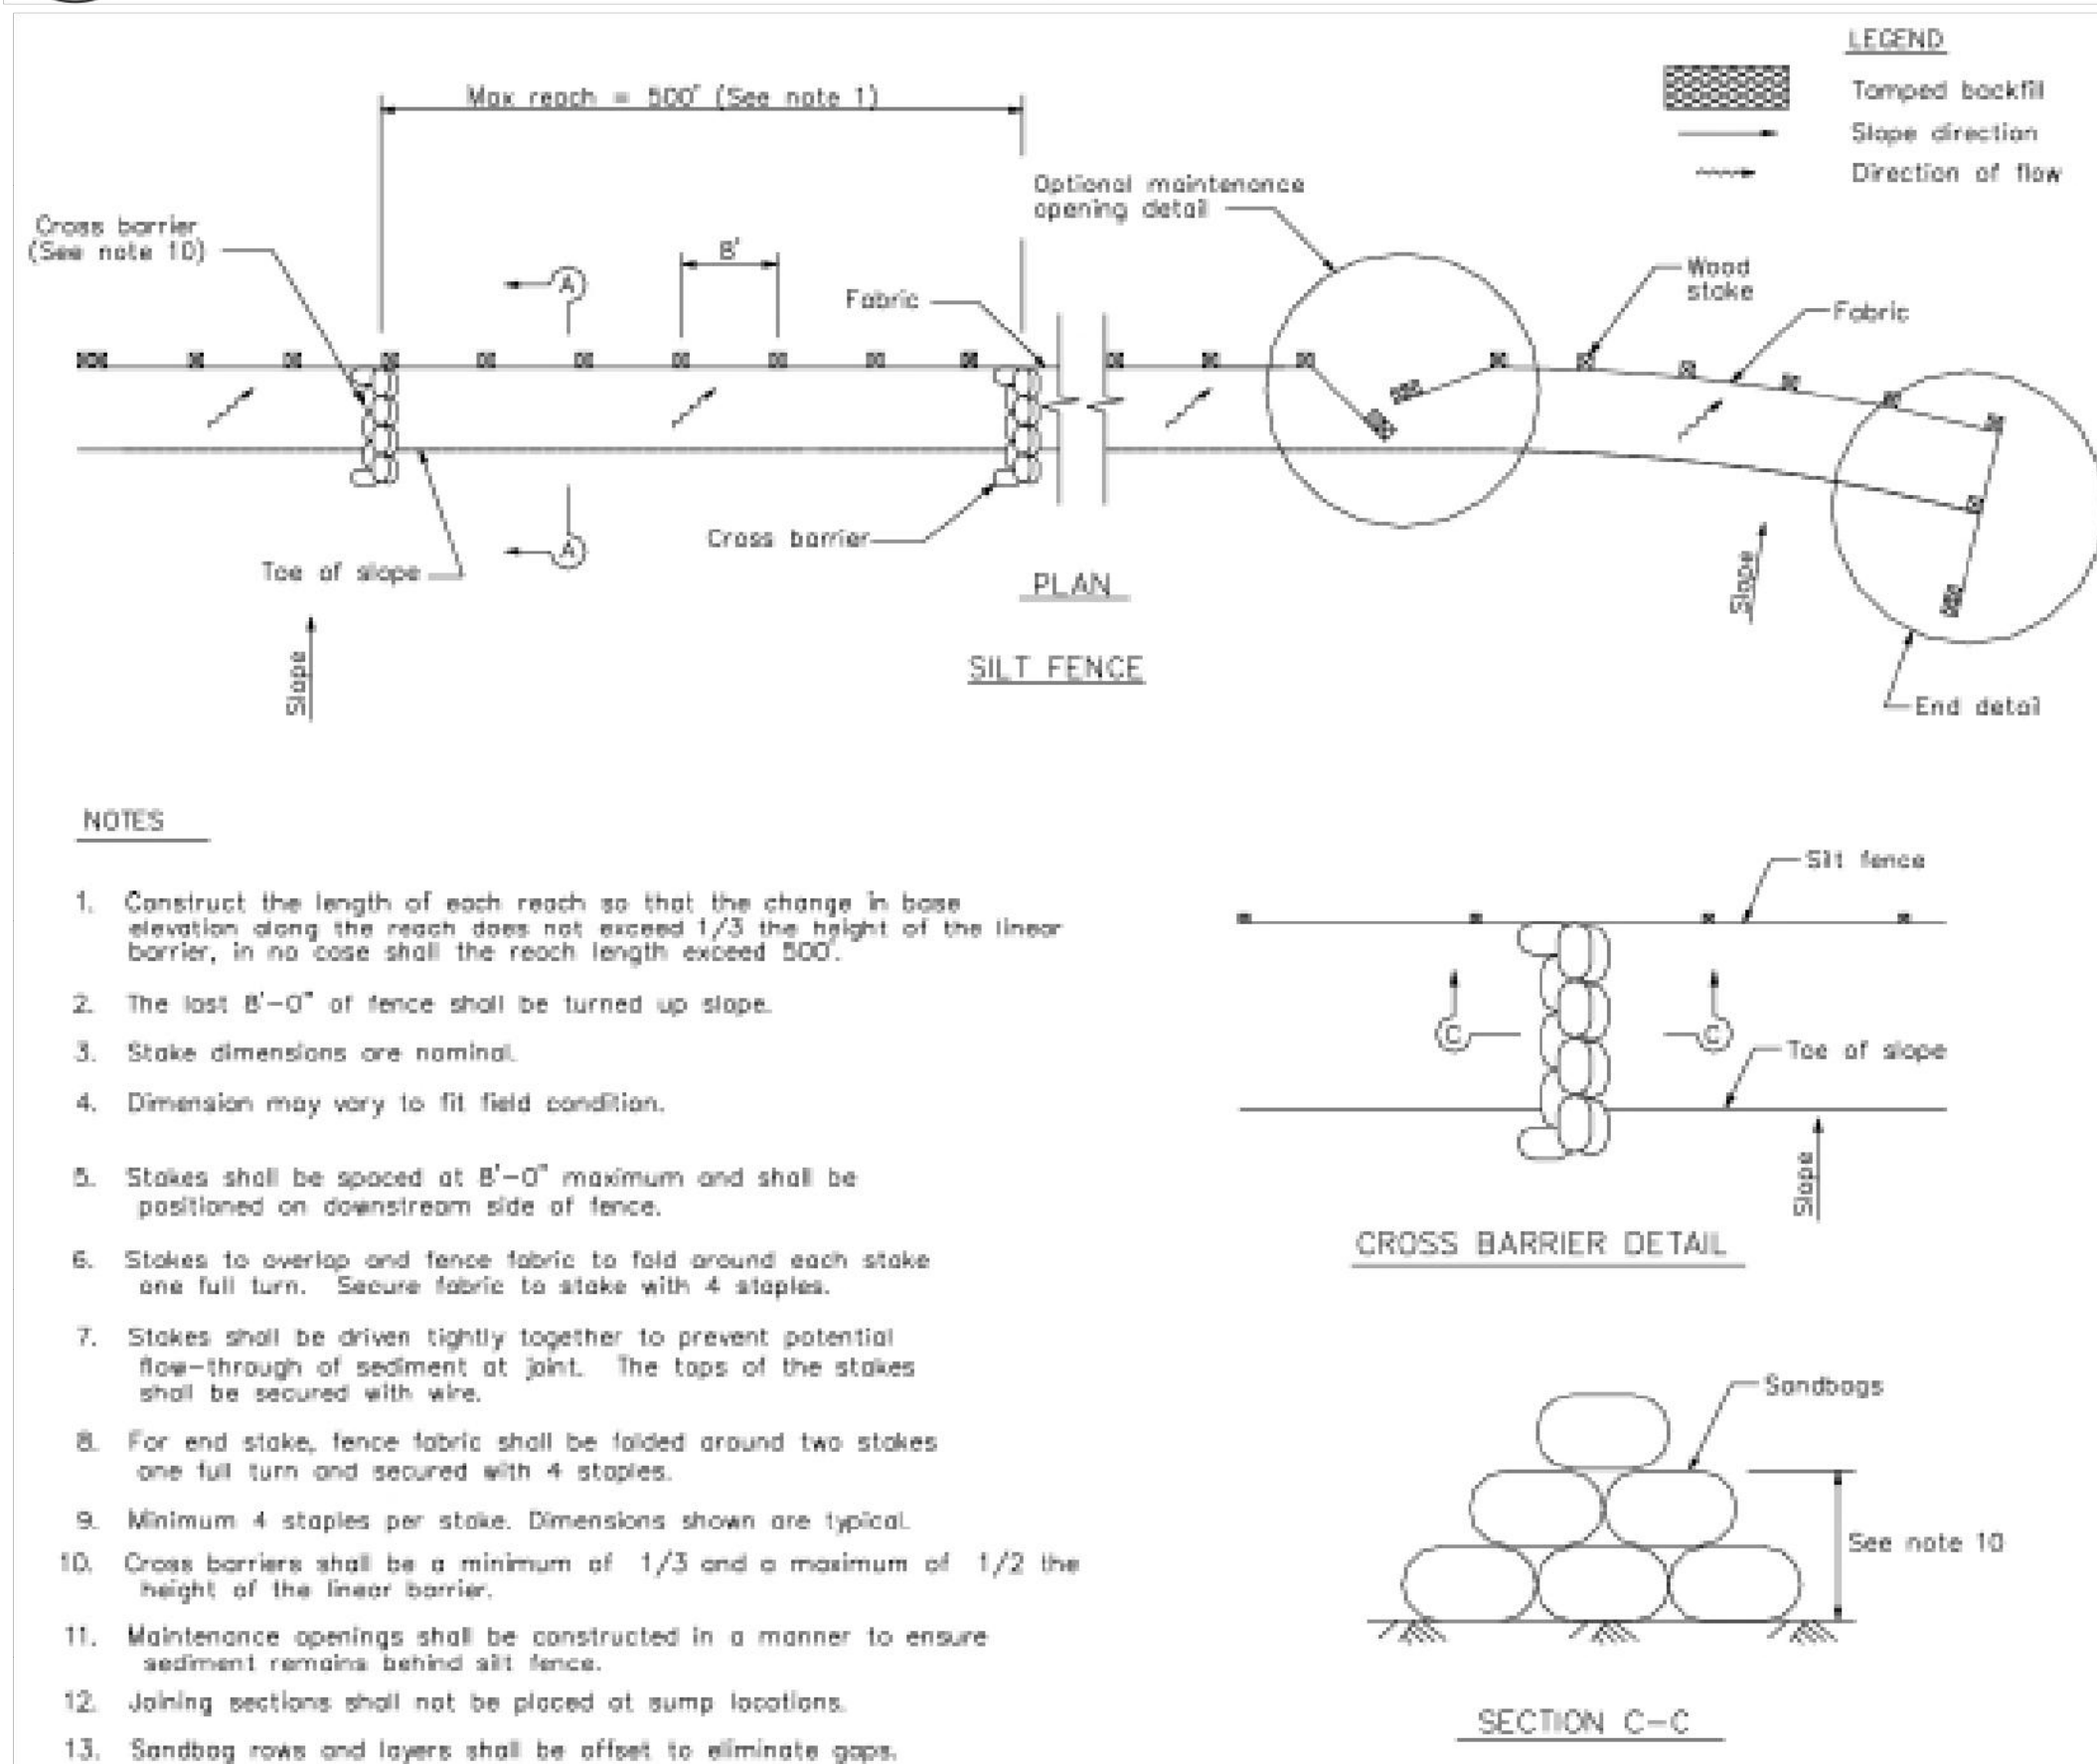 LEGEND
Tamped backfill
Slope direction
Direction of flow
Max reach = 500' (See note 1)
Optional maintenance
opening detail
Cross barrier
(See note 10)
8'
A
Fabric
Wood
stake
Fabric
Cross barrier
A
Toe of slope
PLAN
Slope
Slope
SILT FENCE
End detail
NOTES
1. Construct the length of each reach so that the change in base
elevation along the reach does not exceed 1/3 the height of the linear
barrier, in no case shall the reach length exceed 500'.
2. The last 8'-0" of fence shall be turned up slope.
3. Stake dimensions are nominal.
4. Dimension may vary to fit field condition.
5. Stakes shall be spaced at 8'-0" maximum and shall be
positioned on downstream side of fence.
6. Stakes to overlap and fence fabric to fold around each stake
one full turn. Secure fabric to stake with 4 staples.
7. Stakes shall be driven tightly together to prevent potential
flow-through of sediment at joint. The tops of the stakes
shall be secured with wire.
8. For end stake, fence fabric shall be folded around two stakes
one full turn and secured with 4 staples.
9. Minimum 4 staples per stake. Dimensions shown are typical.
10. Cross barriers shall be a minimum of 1/3 and a maximum of 1/2 the
height of the linear barrier.
11. Maintenance openings shall be constructed in a manner to ensure
sediment remains behind silt fence.
12. Joining sections shall not be placed at sump locations.
13. Sandbag rows and layers shall be offset to eliminate gaps.
Silt fence
C
C
Toe of slope
Slope
CROSS BARRIER DETAIL
Sandbags
See note 10
SECTION C-C